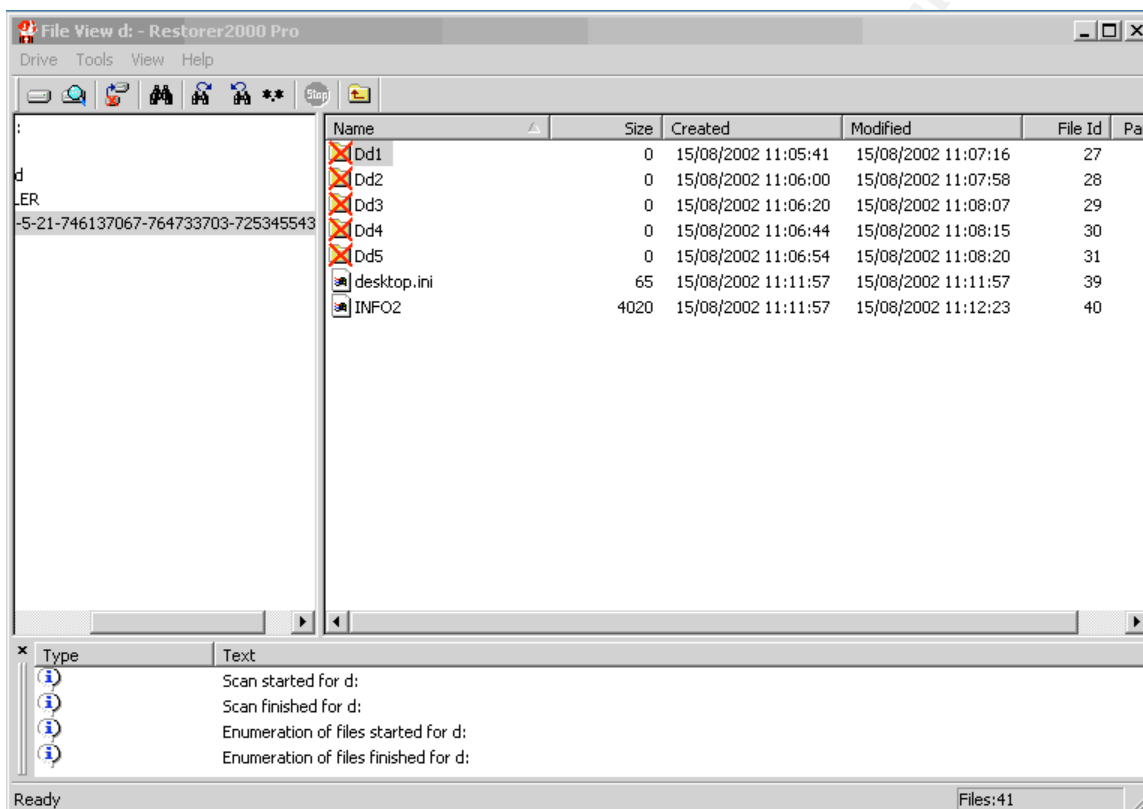 File View d: - Restorer2000 Pro
Drive Tools View Help
Stop
:
d
LER
-5-21-746137067-764733703-725345543
Name Size Created Modified File Id Pa
Dd1 0 15/08/2002 11:05:41 15/08/2002 11:07:16 27
Dd2 0 15/08/2002 11:06:00 15/08/2002 11:07:58 28
Dd3 0 15/08/2002 11:06:20 15/08/2002 11:08:07 29
Dd4 0 15/08/2002 11:06:44 15/08/2002 11:08:15 30
Dd5 0 15/08/2002 11:06:54 15/08/2002 11:08:20 31
desktop.ini 65 15/08/2002 11:11:57 15/08/2002 11:11:57 39
INFO2 4020 15/08/2002 11:11:57 15/08/2002 11:12:23 40
Type Text
Scan started for d:
Scan finished for d:
Enumeration of files started for d:
Enumeration of files finished for d:
Ready Files:41